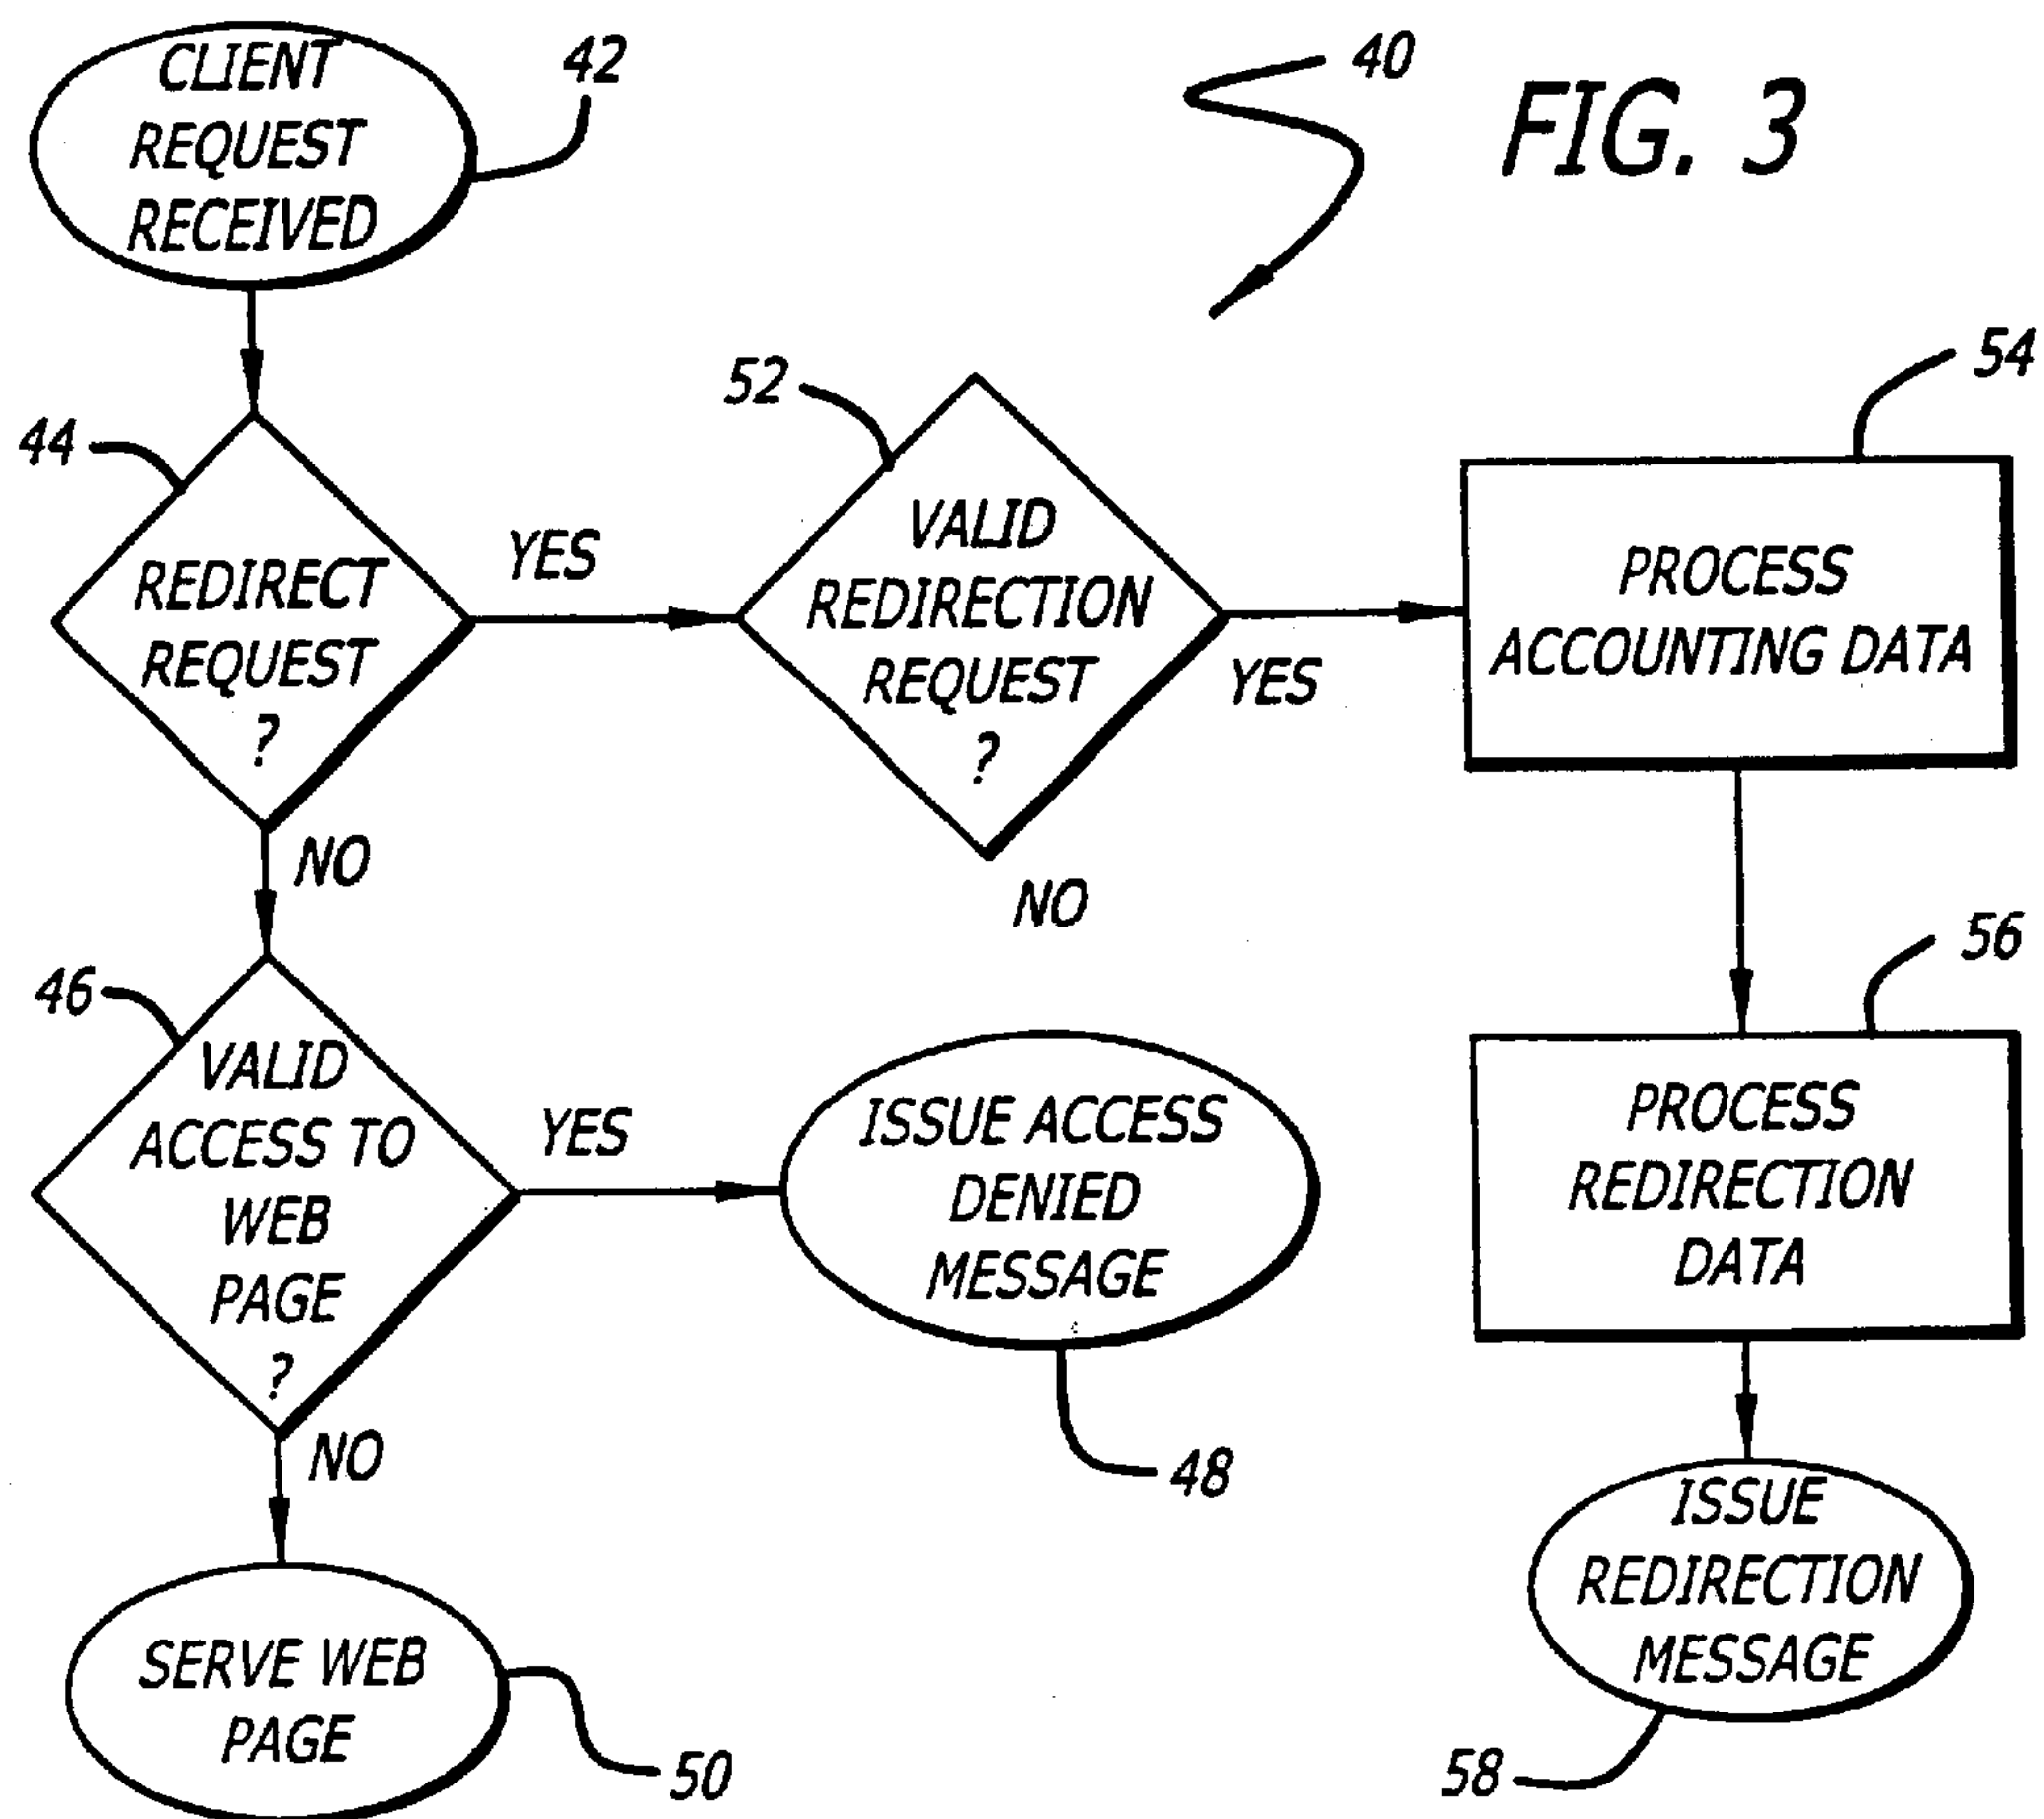 CLIENT
REQUEST
RECEIVED
42
40
FIG. 3
44
REDIRECT
REQUEST
?
YES
NO
52
VALID
REDIRECTION
REQUEST
?
YES
NO
54
PROCESS
ACCOUNTING DATA
46
VALID
ACCESS TO
WEB
PAGE
?
YES
NO
ISSUE ACCESS
DENIED
MESSAGE
48
56
PROCESS
REDIRECTION
DATA
SERVE WEB
PAGE
50
ISSUE
REDIRECTION
MESSAGE
58